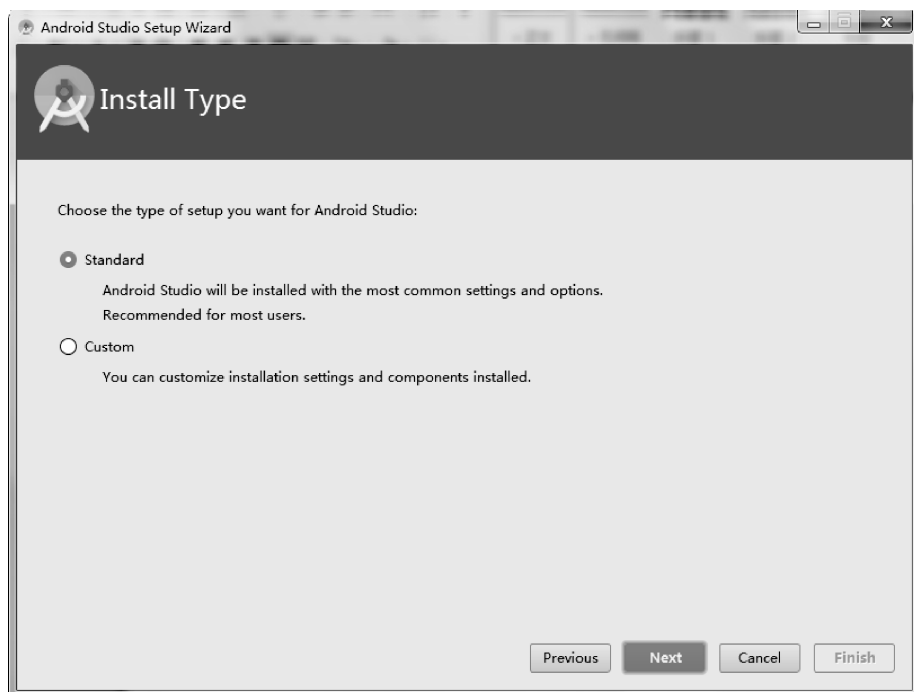 Android Studio Setup Wizard
Install Type
Choose the type of setup you want for Android Studio:
Standard
Android Studio will be installed with the most common settings and options.
Recommended for most users.
Custom
You can customize installation settings and components installed.
Previous Next Cancel Finish